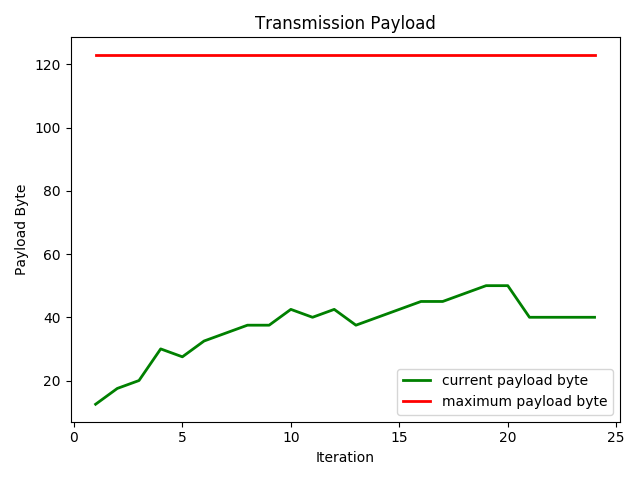 Transmission Payload
120
100
80
60
40
20
Payload Byte
0
5
10
15
20
25
Iteration
current payload byte
maximum payload byte